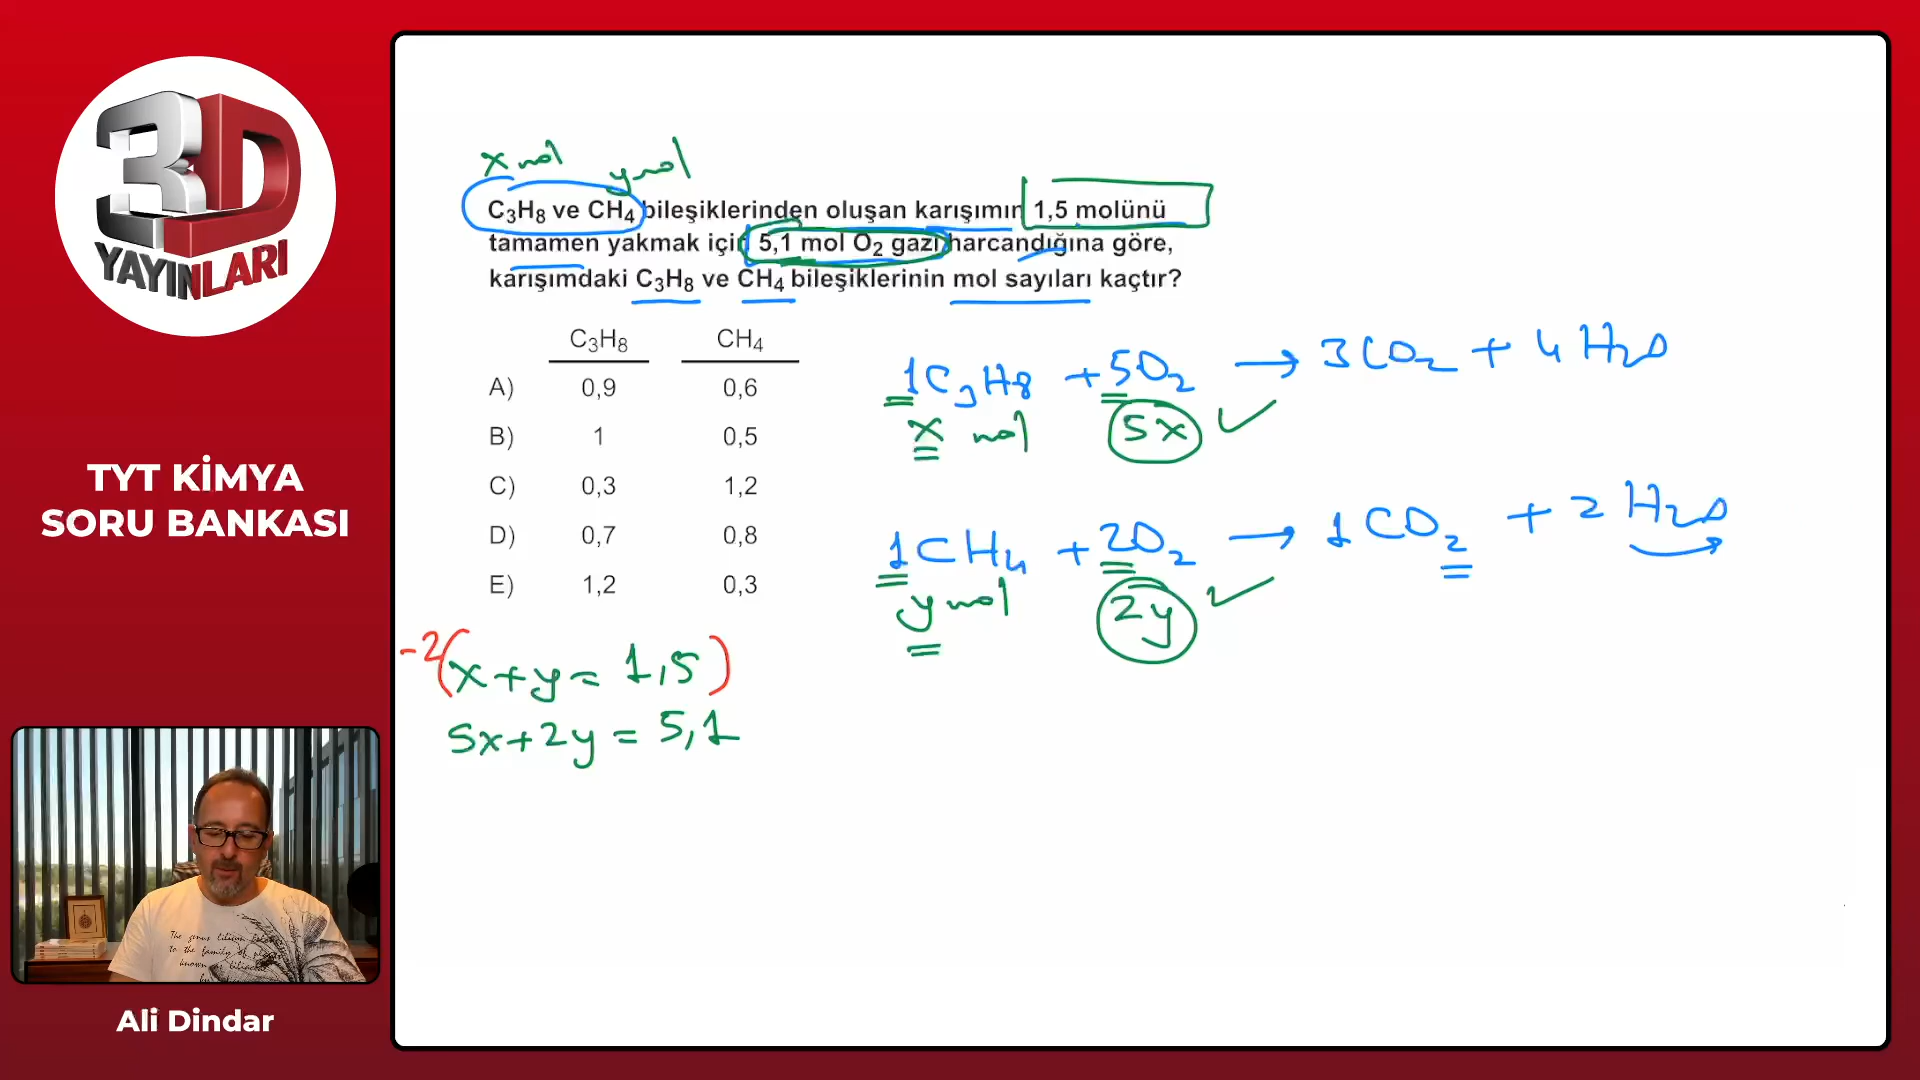 3D
YAYINLARI
TYT KİMYA
SORU BANKASI
Ali Dindar
x mol y mol
C₃H₈ ve CH₄ bileşiklerinden oluşan karışımın 1,5 molünü
tamamen yakmak için 5,1 mol O₂ gazı harcandığına göre,
karışımdaki C₃H₈ ve CH₄ bileşiklerinin mol sayıları kaçtır?
C₃H₈ CH₄
A) 0,9 0,6
B) 1 0,5
C) 0,3 1,2
D) 0,7 0,8
E) 1,2 0,3
1C₃H₈ + 5O₂ → 3CO₂ + 4H₂O
x mol 5x
1CH₄ + 2O₂ → 1CO₂ + 2H₂O
y mol 2y
-2(x+y = 1,5)
5x+2y = 5,1